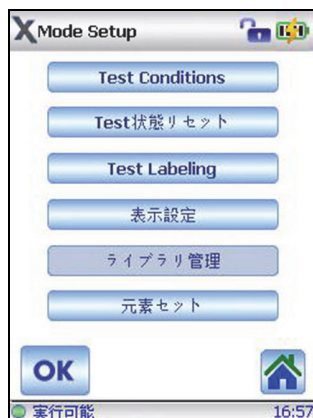 X Mode Setup
Test Conditions
Test状態リセット
Test Labeling
表示設定
ライブラリ管理
元素セット
OK
実行可能 16:57